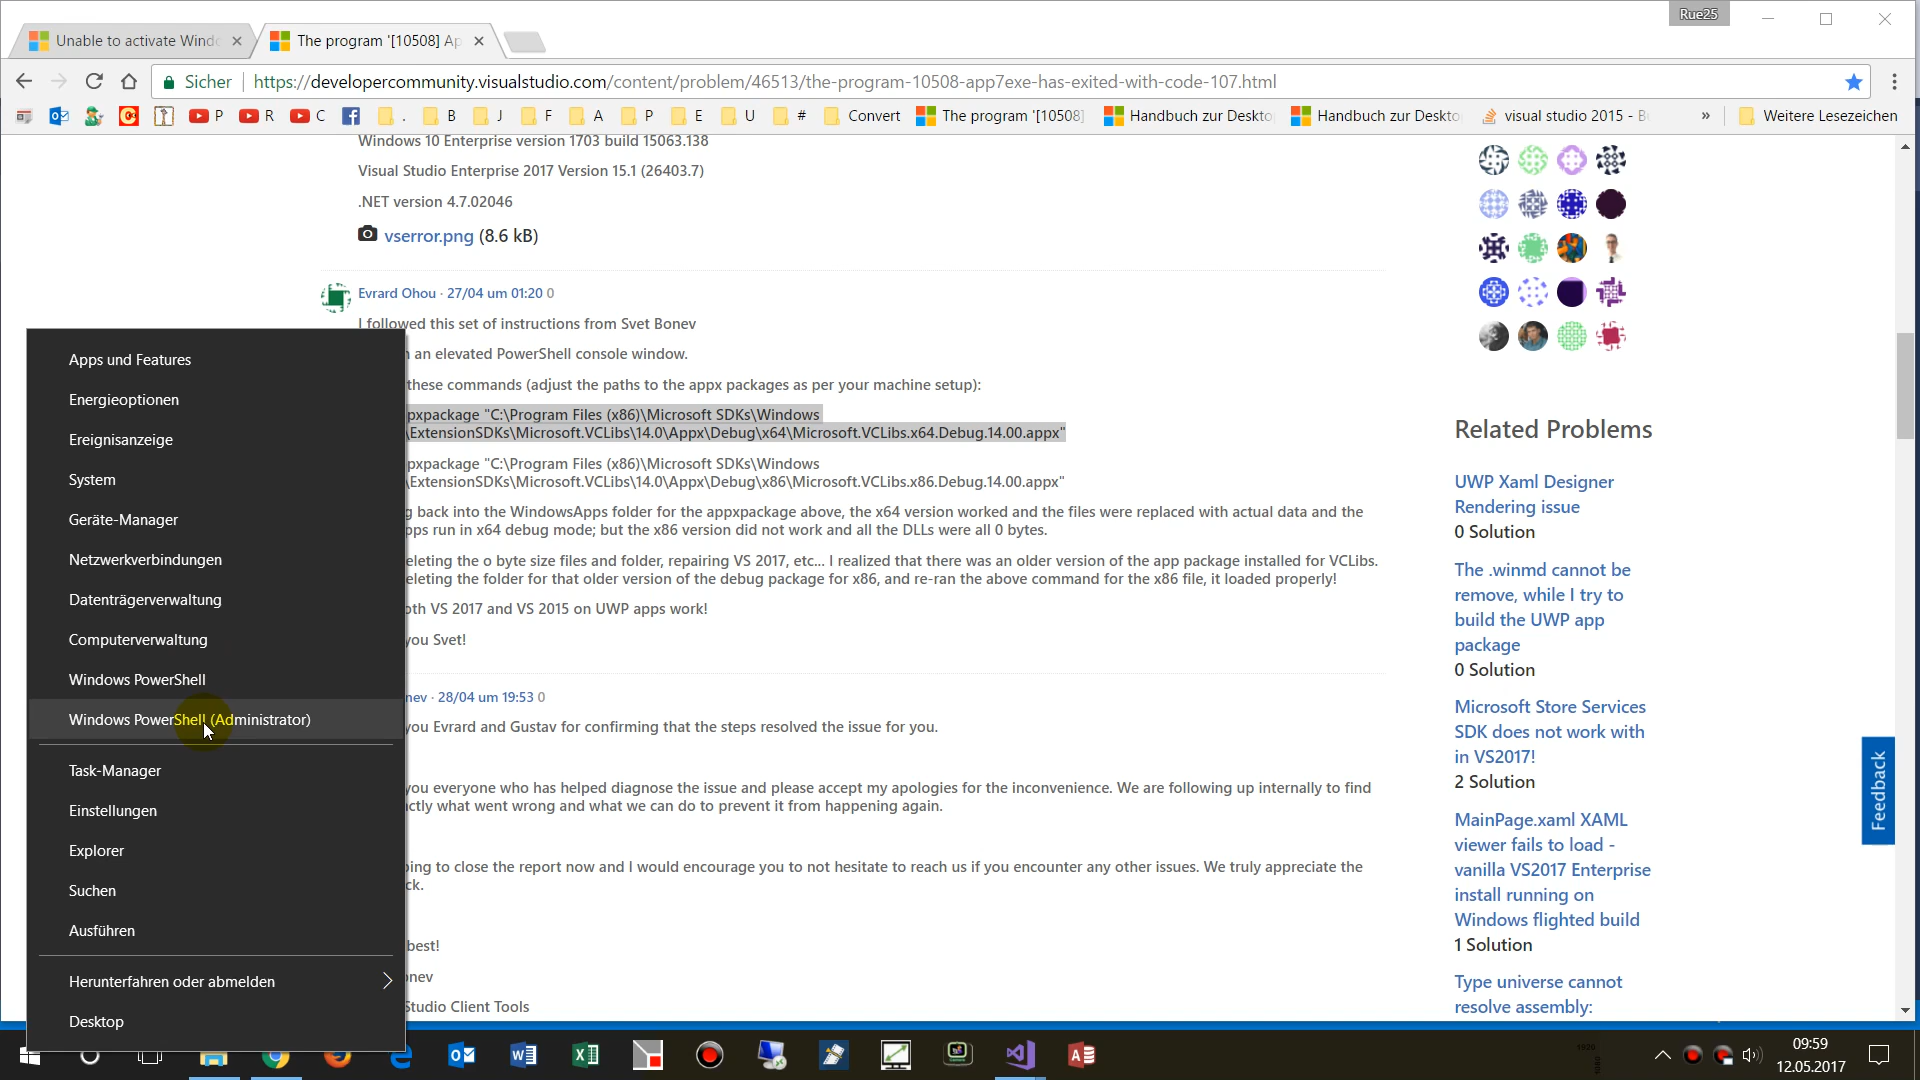 Rue25
Unable to activate Windo
The program '[10508] Ap
Sicher
https://developercommunity.visualstudio.com/content/problem/46513/the-program-10508-app7exe-has-exited-with-code-107.html
P R C . B J F A P E U # Convert The program '[10508] Handbuch zur Deskto Handbuch zur Deskto visual studio 2015 - B » Weitere Lesezeichen
Windows 10 Enterprise version 1703 build 15063.138
Visual Studio Enterprise 2017 Version 15.1 (26403.7)
.NET version 4.7.02046
vserror.png (8.6 kB)
Evrard Ohou · 27/04 um 01:20 0
I followed this set of instructions from Svet Bonev
n an elevated PowerShell console window.
these commands (adjust the paths to the appx packages as per your machine setup):
pxpackage "C:\Program Files (x86)\Microsoft SDKs\Windows
\ExtensionSDKs\Microsoft.VCLibs\14.0\Appx\Debug\x64\Microsoft.VCLibs.x64.Debug.14.00.appx"
pxpackage "C:\Program Files (x86)\Microsoft SDKs\Windows
\ExtensionSDKs\Microsoft.VCLibs\14.0\Appx\Debug\x86\Microsoft.VCLibs.x86.Debug.14.00.appx"
g back into the WindowsApps folder for the appxpackage above, the x64 version worked and the files were replaced with actual data and the
pps run in x64 debug mode; but the x86 version did not work and all the DLLs were all 0 bytes.
eleting the o byte size files and folder, repairing VS 2017, etc... I realized that there was an older version of the app package installed for VCLibs.
eleting the folder for that older version of the debug package for x86, and re-ran the above command for the x86 file, it loaded properly!
oth VS 2017 and VS 2015 on UWP apps work!
you Svet!
nev · 28/04 um 19:53 0
you Evrard and Gustav for confirming that the steps resolved the issue for you.
you everyone who has helped diagnose the issue and please accept my apologies for the inconvenience. We are following up internally to find
ctly what went wrong and what we can do to prevent it from happening again.
ing to close the report now and I would encourage you to not hesitate to reach us if you encounter any other issues. We truly appreciate the
ck.
best!
nev
Studio Client Tools
Apps und Features
Energieoptionen
Ereignisanzeige
System
Geräte-Manager
Netzwerkverbindungen
Datenträgerverwaltung
Computerverwaltung
Windows PowerShell
Windows PowerShell (Administrator)
Task-Manager
Einstellungen
Explorer
Suchen
Ausführen
Herunterfahren oder abmelden
Desktop
Related Problems
UWP Xaml Designer
Rendering issue
0 Solution
The .winmd cannot be
remove, while I try to
build the UWP app
package
0 Solution
Microsoft Store Services
SDK does not work with
in VS2017!
2 Solution
MainPage.xaml XAML
viewer fails to load -
vanilla VS2017 Enterprise
install running on
Windows flighted build
1 Solution
Type universe cannot
resolve assembly:
Feedback
09:59
12.05.2017